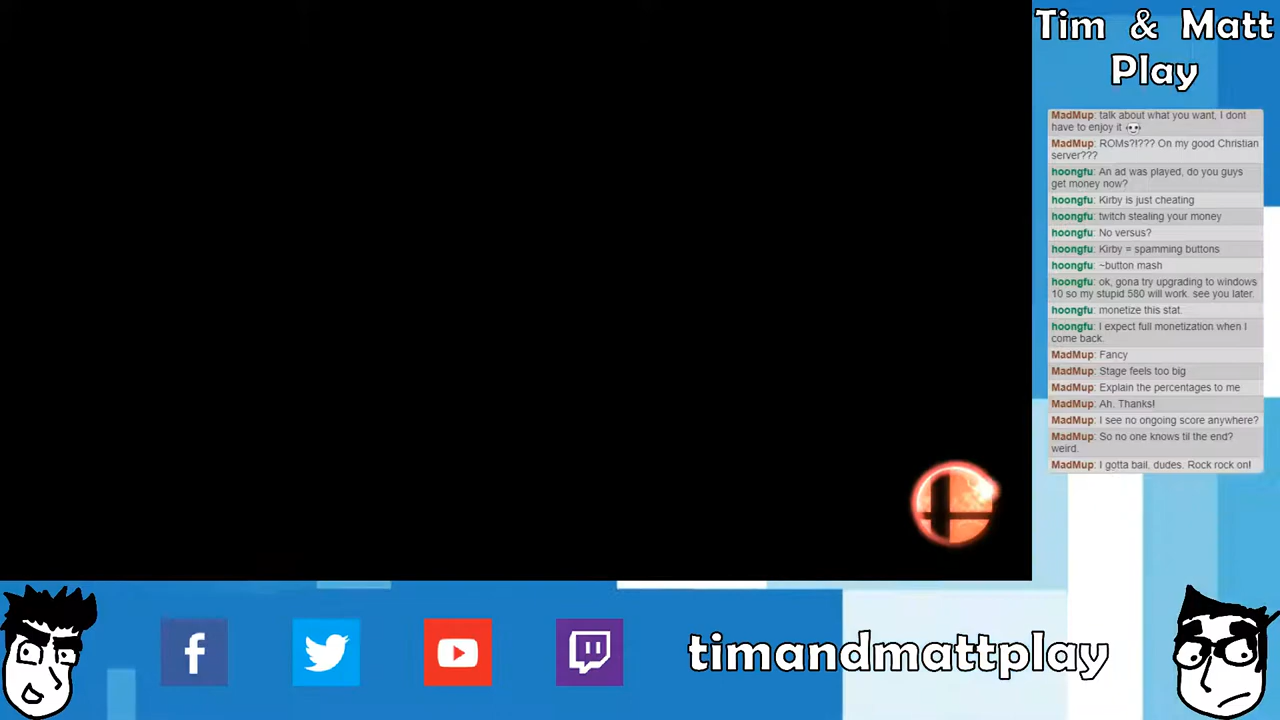 Tim & Matt
Play
MadMup: talk about what you want, I dont
have to enjoy it
MadMup: ROMs?!??? On my good Christian
server???
hoongfu: An ad was played, do you guys
get money now?
hoongfu: Kirby is just cheating
hoongfu: twitch stealing your money
hoongfu: No versus?
hoongfu: Kirby = spamming buttons
hoongfu: ~button mash
hoongfu: ok, gona try upgrading to windows
10 so my stupid 580 will work. see you later.
hoongfu: monetize this stat.
hoongfu: I expect full monetization when I
come back.
MadMup: Fancy
MadMup: Stage feels too big
MadMup: Explain the percentages to me
MadMup: Ah. Thanks!
MadMup: I see no ongoing score anywhere?
MadMup: So no one knows til the end?
weird.
MadMup: I gotta bail, dudes. Rock rock on!
timandmattplay